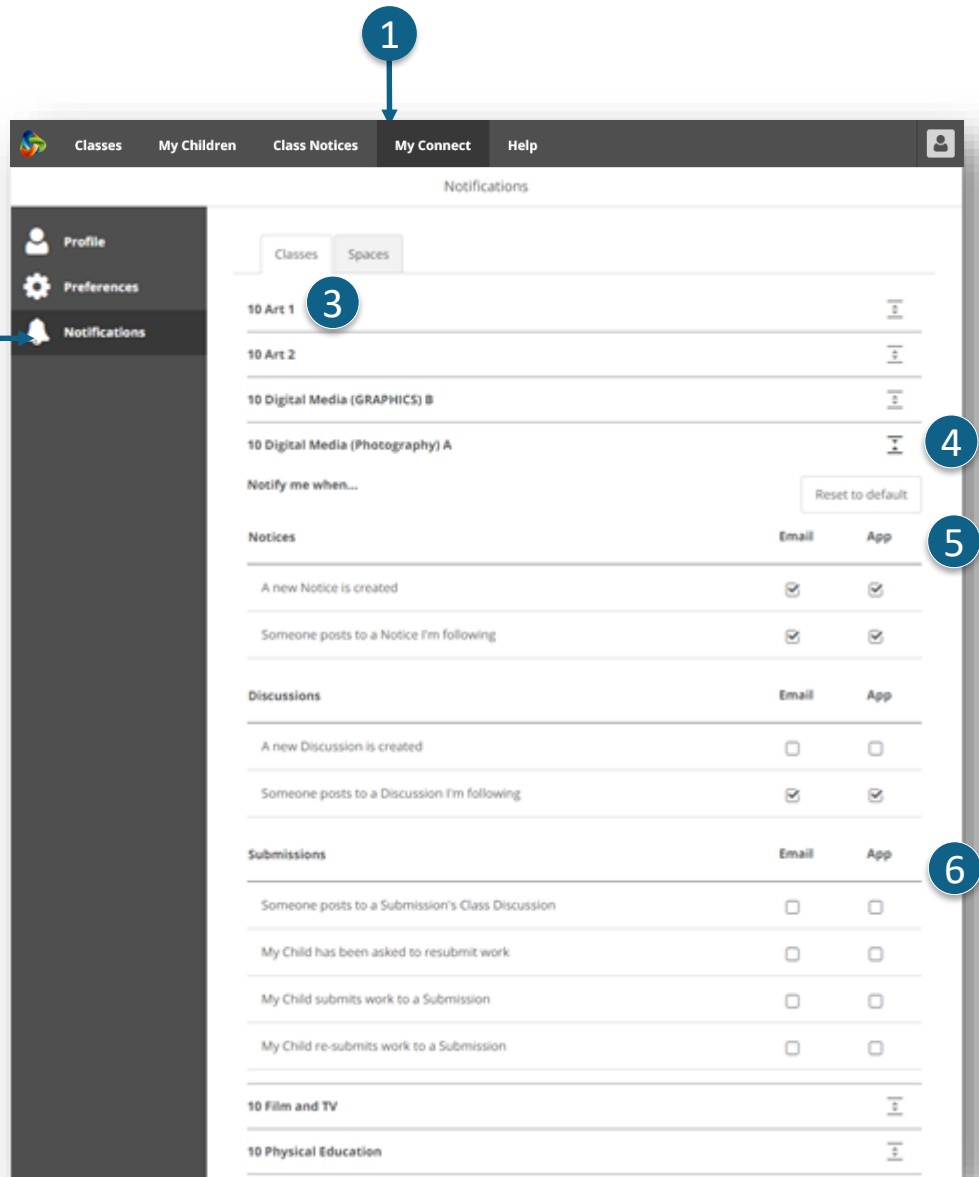 1
Classes My Children Class Notices My Connect Help
Notifications
Profile
Preferences
Notifications
Classes Spaces
10 Art 1 3
10 Art 2
10 Digital Media (GRAPHICS) B
10 Digital Media (Photography) A 4
Notify me when... Reset to default
Notices Email App 5
A new Notice is created
Someone posts to a Notice I'm following
Discussions Email App
A new Discussion is created
Someone posts to a Discussion I'm following
Submissions Email App 6
Someone posts to a Submission's Class Discussion
My Child has been asked to resubmit work
My Child submits work to a Submission
My Child re-submits work to a Submission
10 Film and TV
10 Physical Education